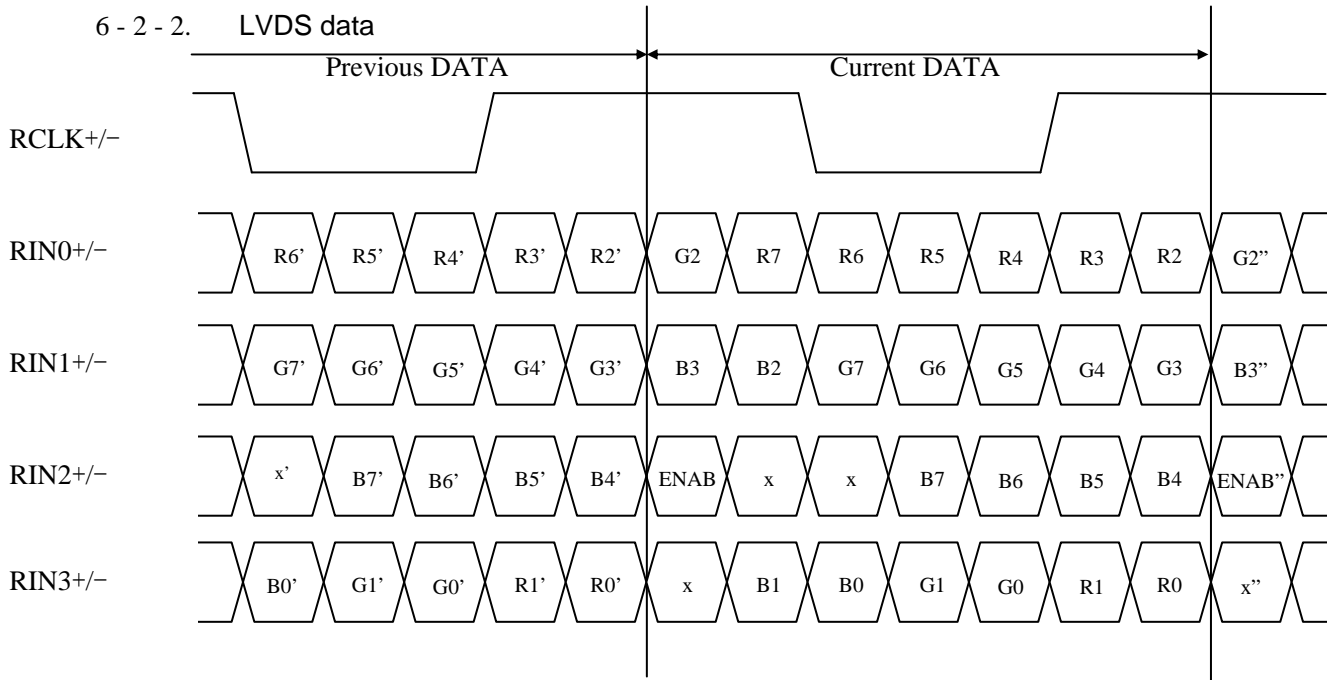 6 - 2 - 2. LVDS data
Previous DATA Current DATA
RCLK+/−
RIN0+/− R6’ R5’ R4’ R3’ R2’ G2 R7 R6 R5 R4 R3 R2 G2”
RIN1+/− G7’ G6’ G5’ G4’ G3’ B3 B2 G7 G6 G5 G4 G3 B3”
RIN2+/− x’ B7’ B6’ B5’ B4’ ENAB x x B7 B6 B5 B4 ENAB”
RIN3+/− B0’ G1’ G0’ R1’ R0’ x B1 B0 G1 G0 R1 R0 x”